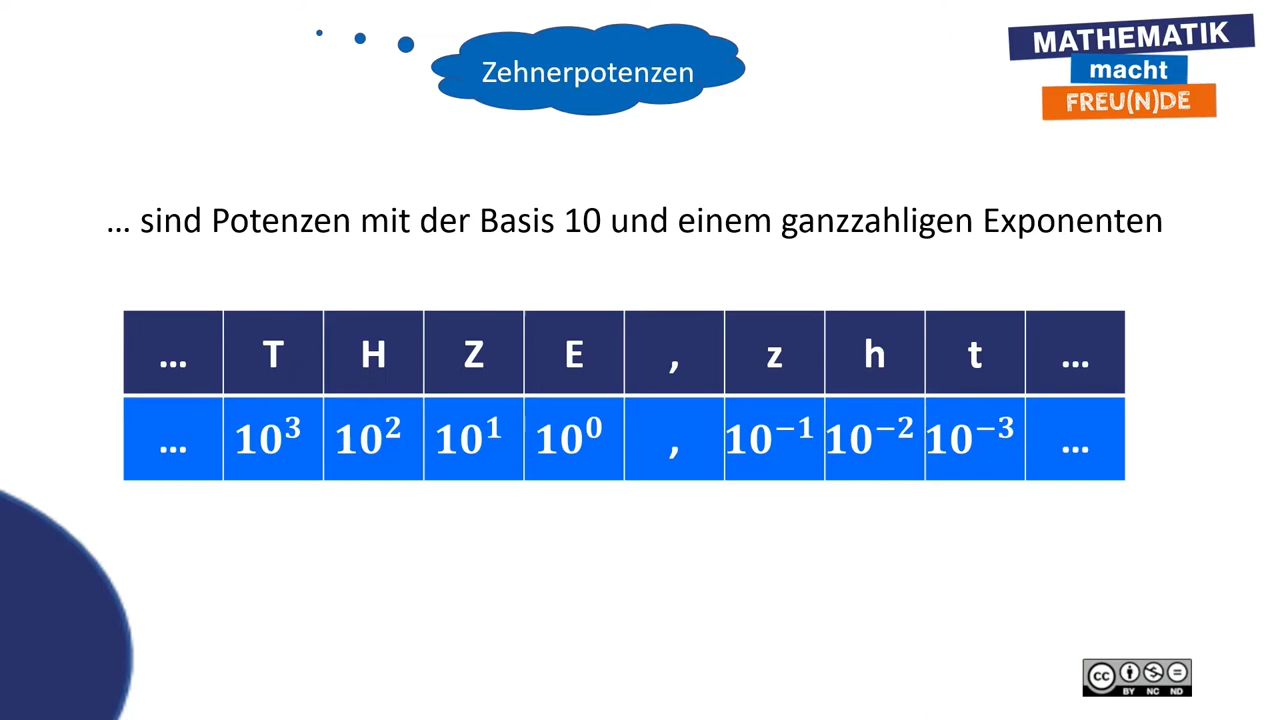 Zehnerpotenzen
MATHEMATIK
macht
FREU(N)DE
… sind Potenzen mit der Basis 10 und einem ganzzahligen Exponenten
… T H Z E , z h t …
… 10³ 10² 10¹ 10⁰ , 10⁻¹ 10⁻² 10⁻³ …
cc
BY NC ND